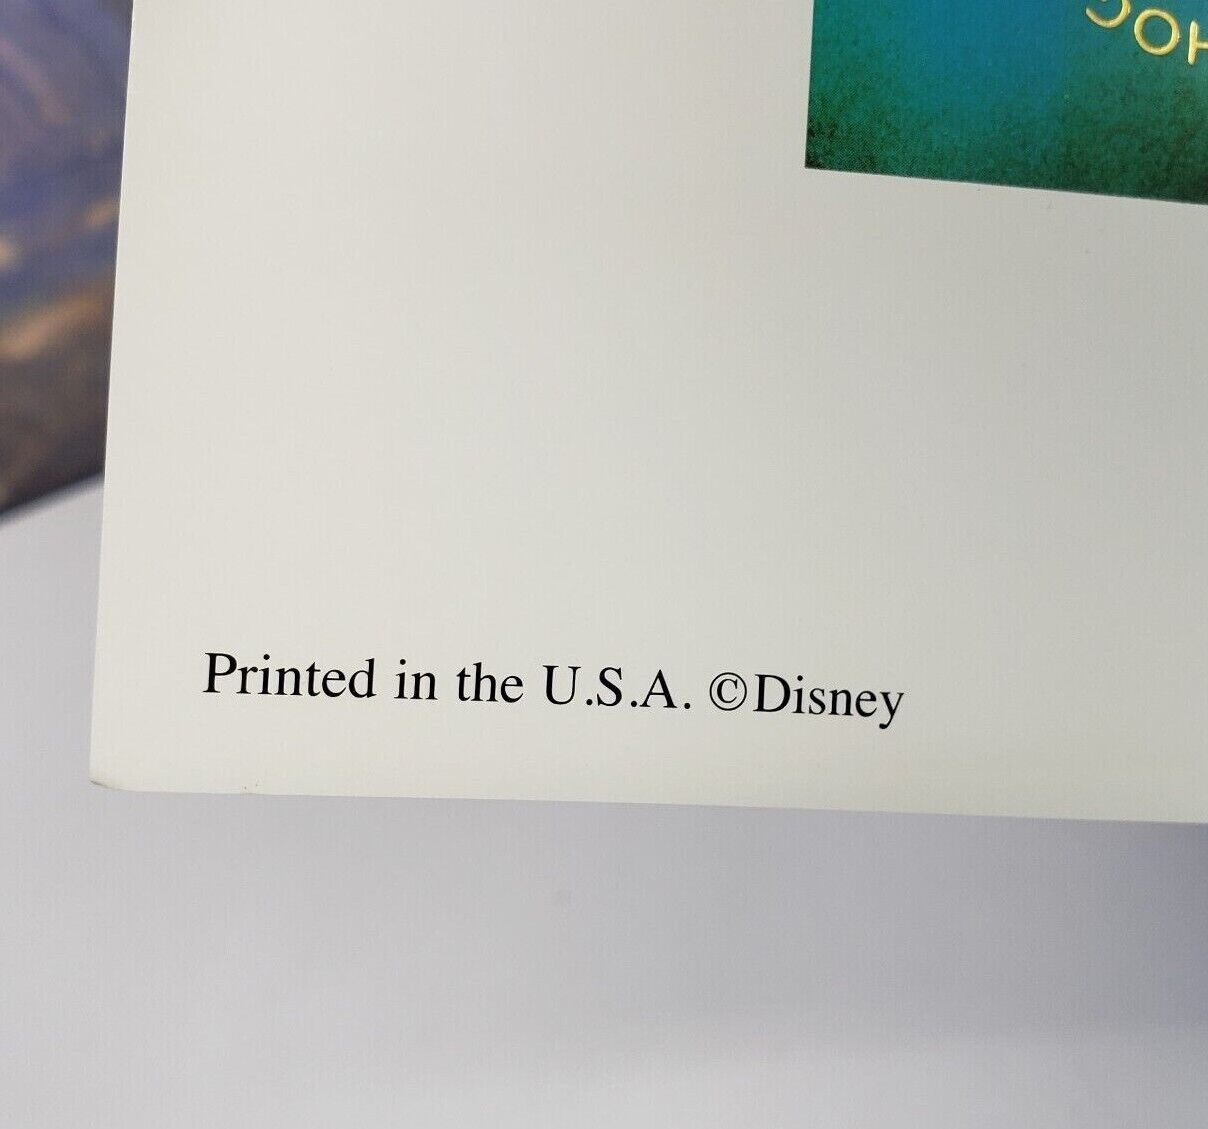 Printed in the U.S.A. ©Disney